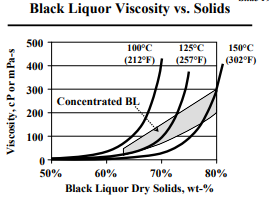 Black Liquor Viscosity vs. Solids
Viscosity, cP or mPa-s
500
400
300
200
100
0
100°C
(212°F)
125°C
(257°F)
150°C
(302°F)
Concentrated BL
50%
60%
70%
80%
Black Liquor Dry Solids, wt-%